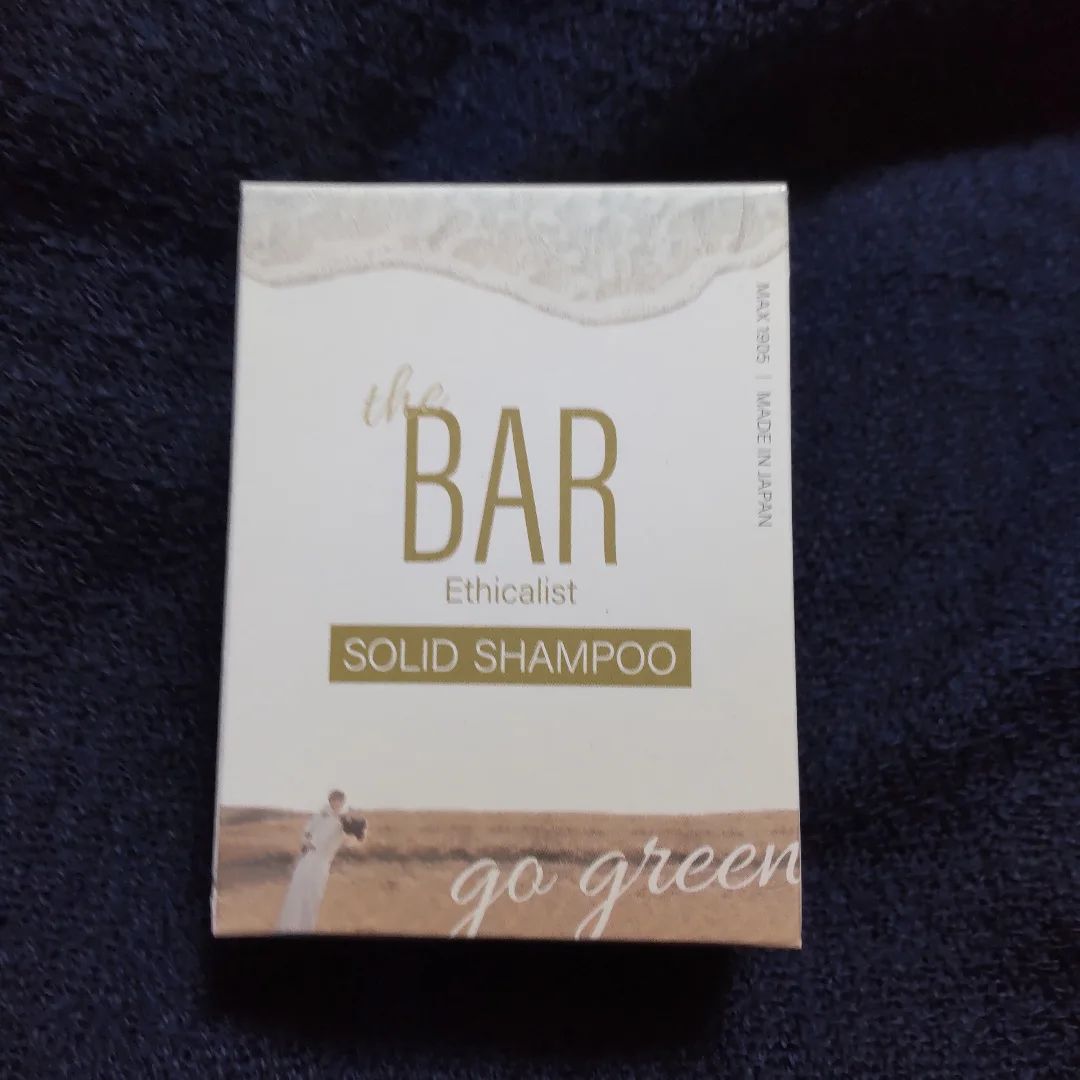 the
BAR
Ethicalist
SOLID SHAMPOO
MAX 1905 | MADE IN JAPAN
go green